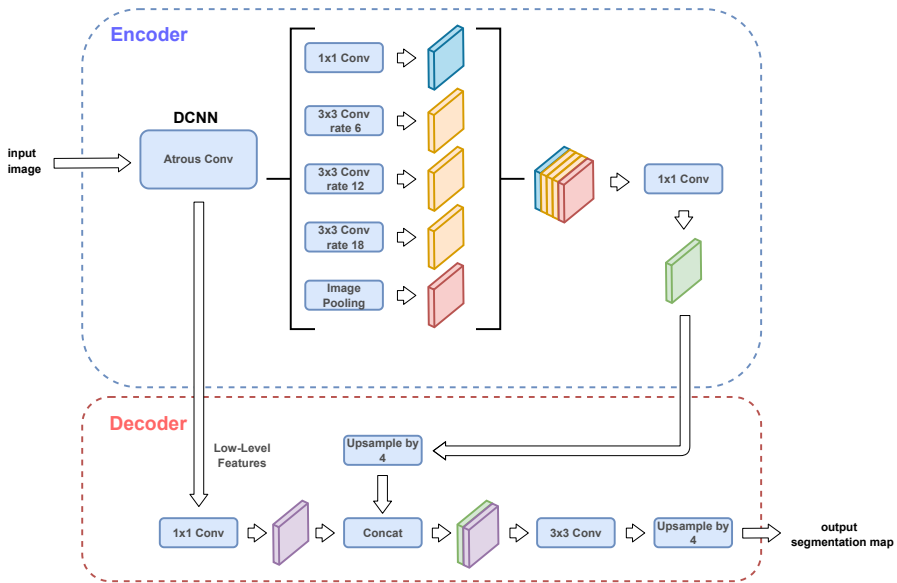 Encoder
1x1 Conv
DCNN
3x3 Conv
rate 6
input
image
Atrous Conv
3x3 Conv
rate 12
1x1 Conv
3x3 Conv
rate 18
Image
Pooling
Decoder
Low-Level
Features
Upsample by
4
1x1 Conv
Concat
3x3 Conv
Upsample by
4
output
segmentation map